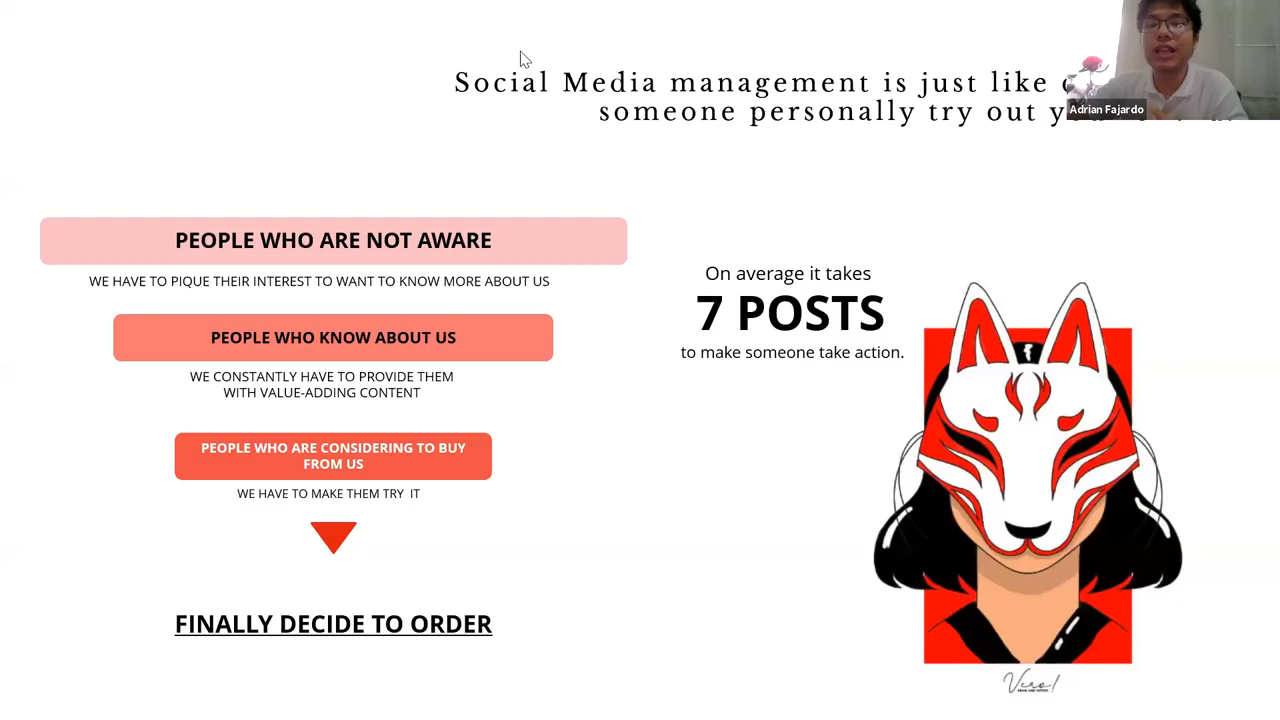 Social Media management is just like
someone personally try out
Adrian Fajardo
PEOPLE WHO ARE NOT AWARE
WE HAVE TO PIQUE THEIR INTEREST TO WANT TO KNOW MORE ABOUT US
PEOPLE WHO KNOW ABOUT US
WE CONSTANTLY HAVE TO PROVIDE THEM
WITH VALUE-ADDING CONTENT
PEOPLE WHO ARE CONSIDERING TO BUY
FROM US
WE HAVE TO MAKE THEM TRY IT
FINALLY DECIDE TO ORDER
On average it takes
7 POSTS
to make someone take action.